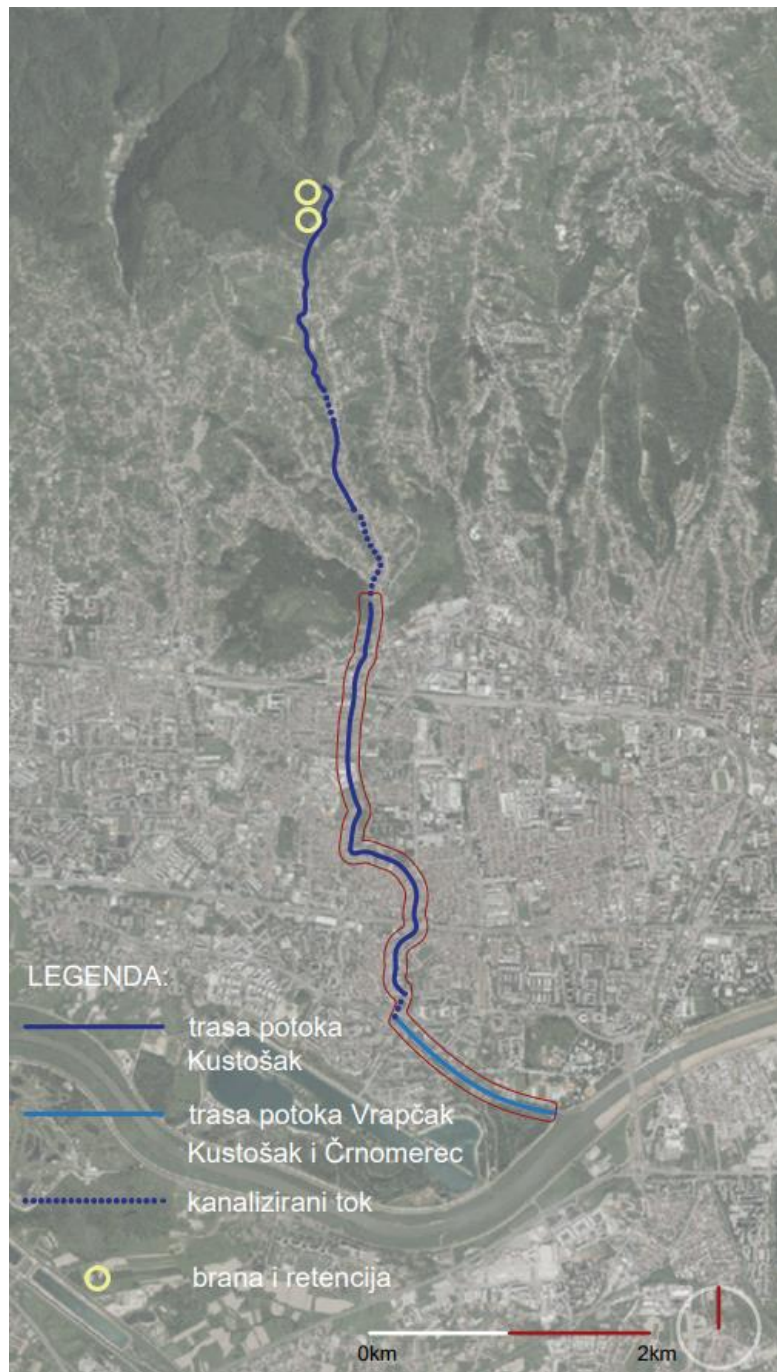 LEGENDA:
trasa potoka
Kustošak
trasa potoka Vrapčak
Kustošak i Črnomerec
kanalizirani tok
brana i retencija
0km
2km